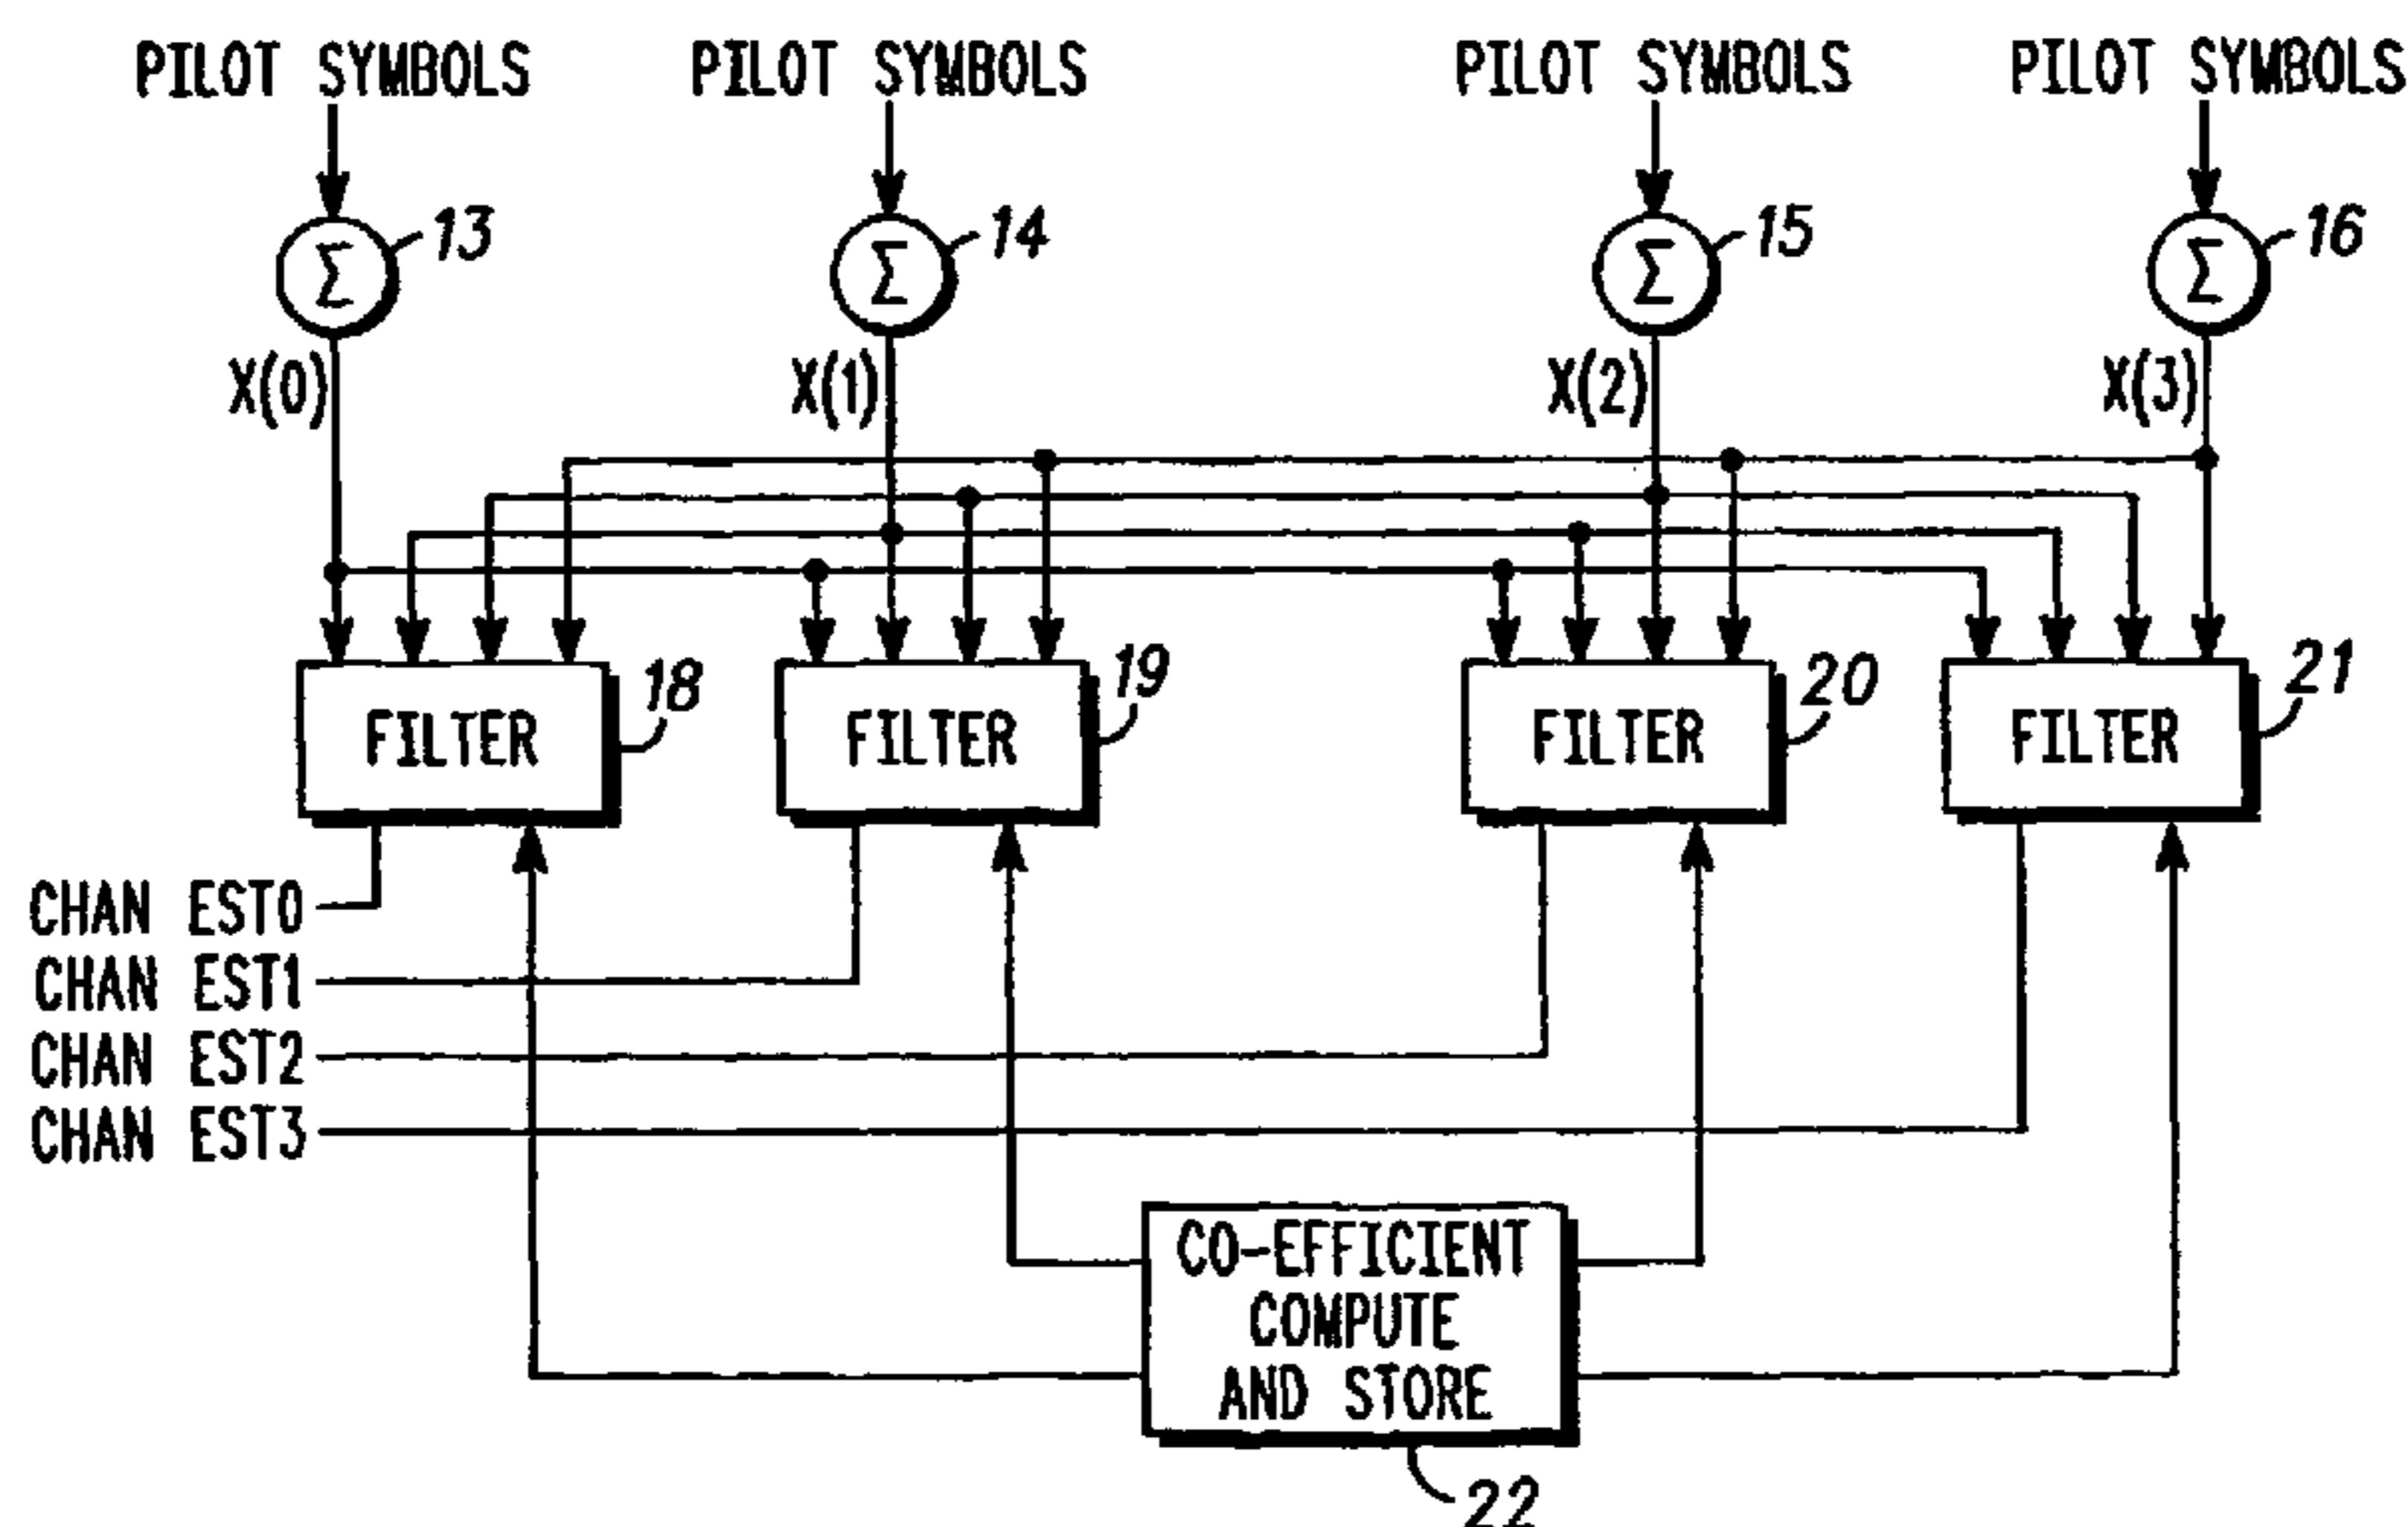 PILOT SYMBOLS PILOT SYMBOLS PILOT SYMBOLS PILOT SYMBOLS
Σ 13 Σ 14 Σ 15 Σ 16
X(0) X(1) X(2) X(3)
FILTER 18 FILTER 19 FILTER 20 FILTER 21
CHAN EST0
CHAN EST1
CHAN EST2
CHAN EST3
CO-EFFICIENT
COMPUTE
AND STORE
22